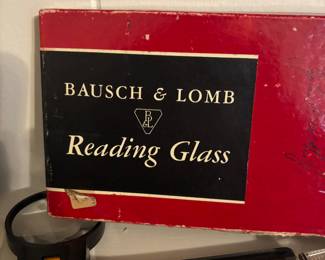 BAUSCH & LOMB
Reading Glass